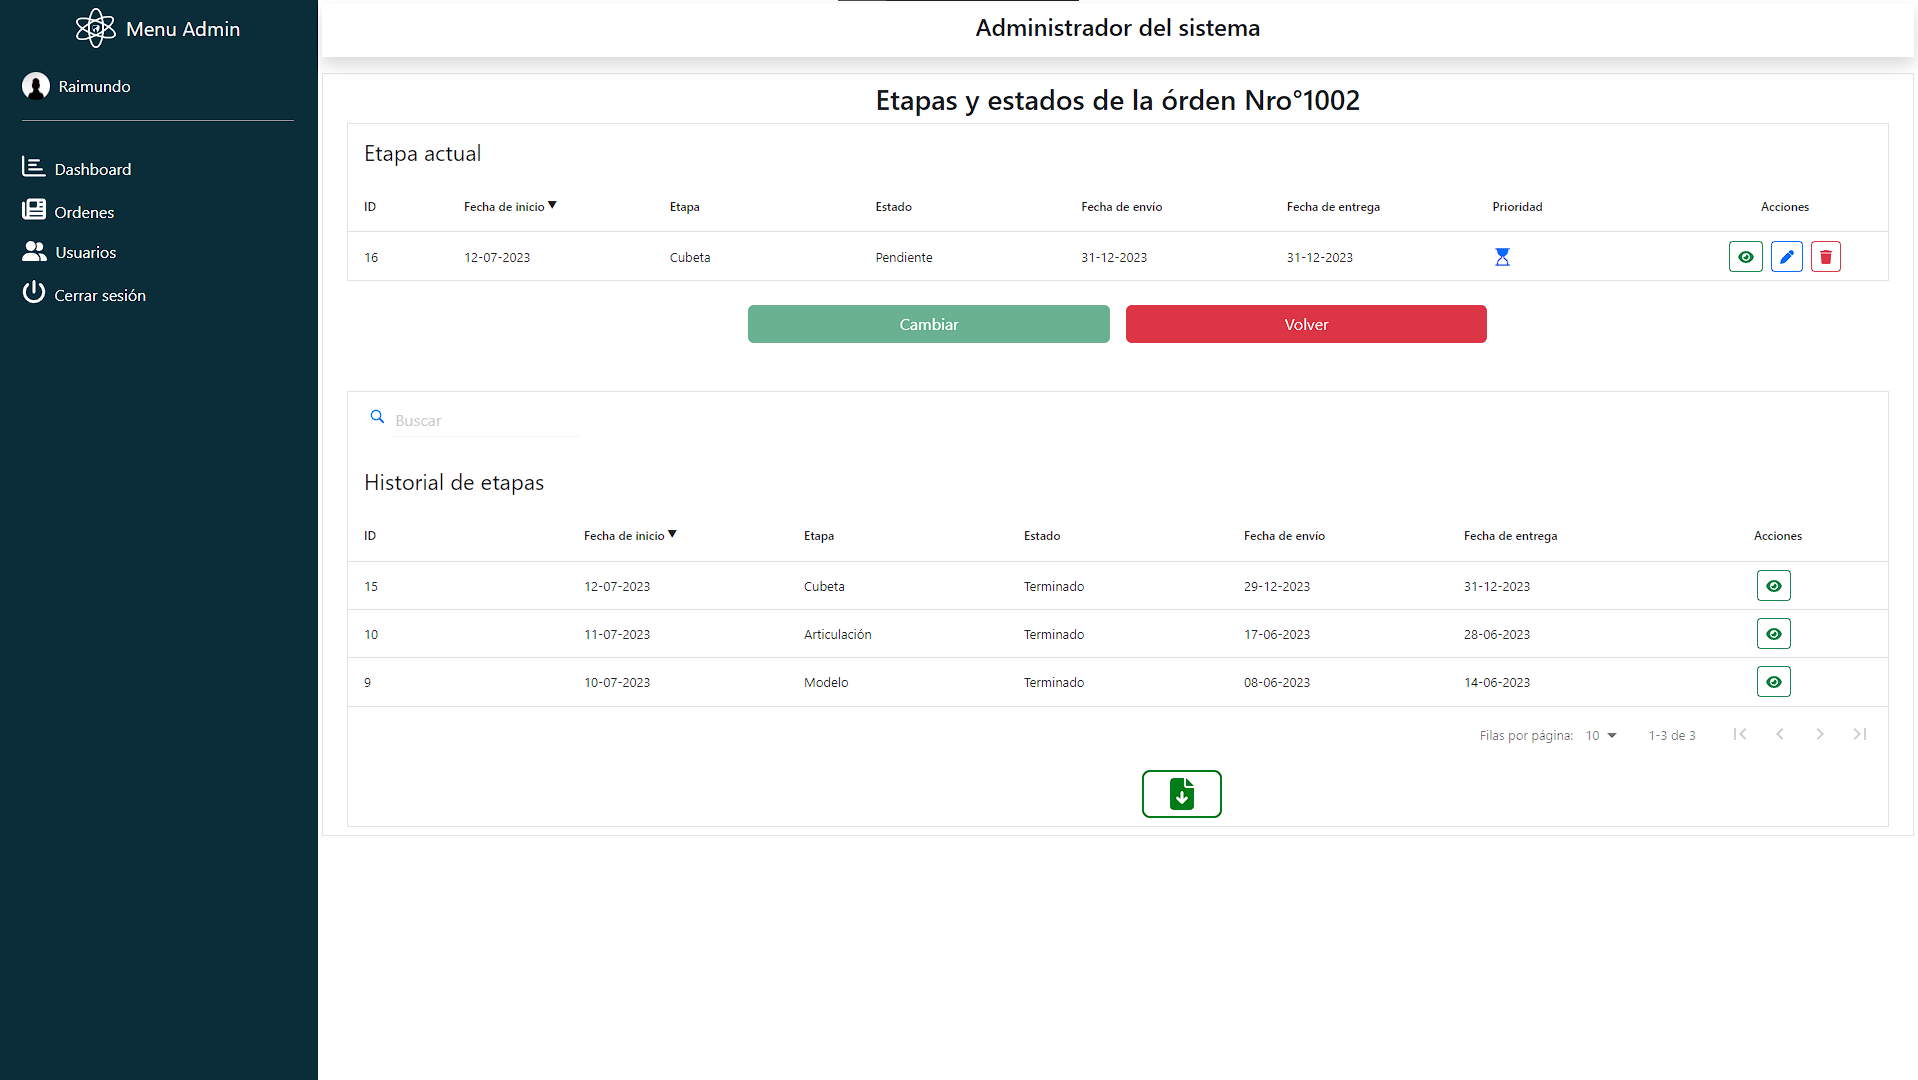 Menu Admin
Raimundo
Dashboard
Ordenes
Usuarios
Cerrar sesión
Administrador del sistema
Etapas y estados de la órden Nro°1002
Etapa actual
ID Fecha de inicio▼ Etapa Estado Fecha de envío Fecha de entrega Prioridad Acciones
16 12-07-2023 Cubeta Pendiente 31-12-2023 31-12-2023
Cambiar Volver
Buscar
Historial de etapas
ID Fecha de inicio▼ Etapa Estado Fecha de envío Fecha de entrega Acciones
15 12-07-2023 Cubeta Terminado 29-12-2023 31-12-2023
10 11-07-2023 Articulación Terminado 17-06-2023 28-06-2023
9 10-07-2023 Modelo Terminado 08-06-2023 14-06-2023
Filas por página: 10 1-3 de 3